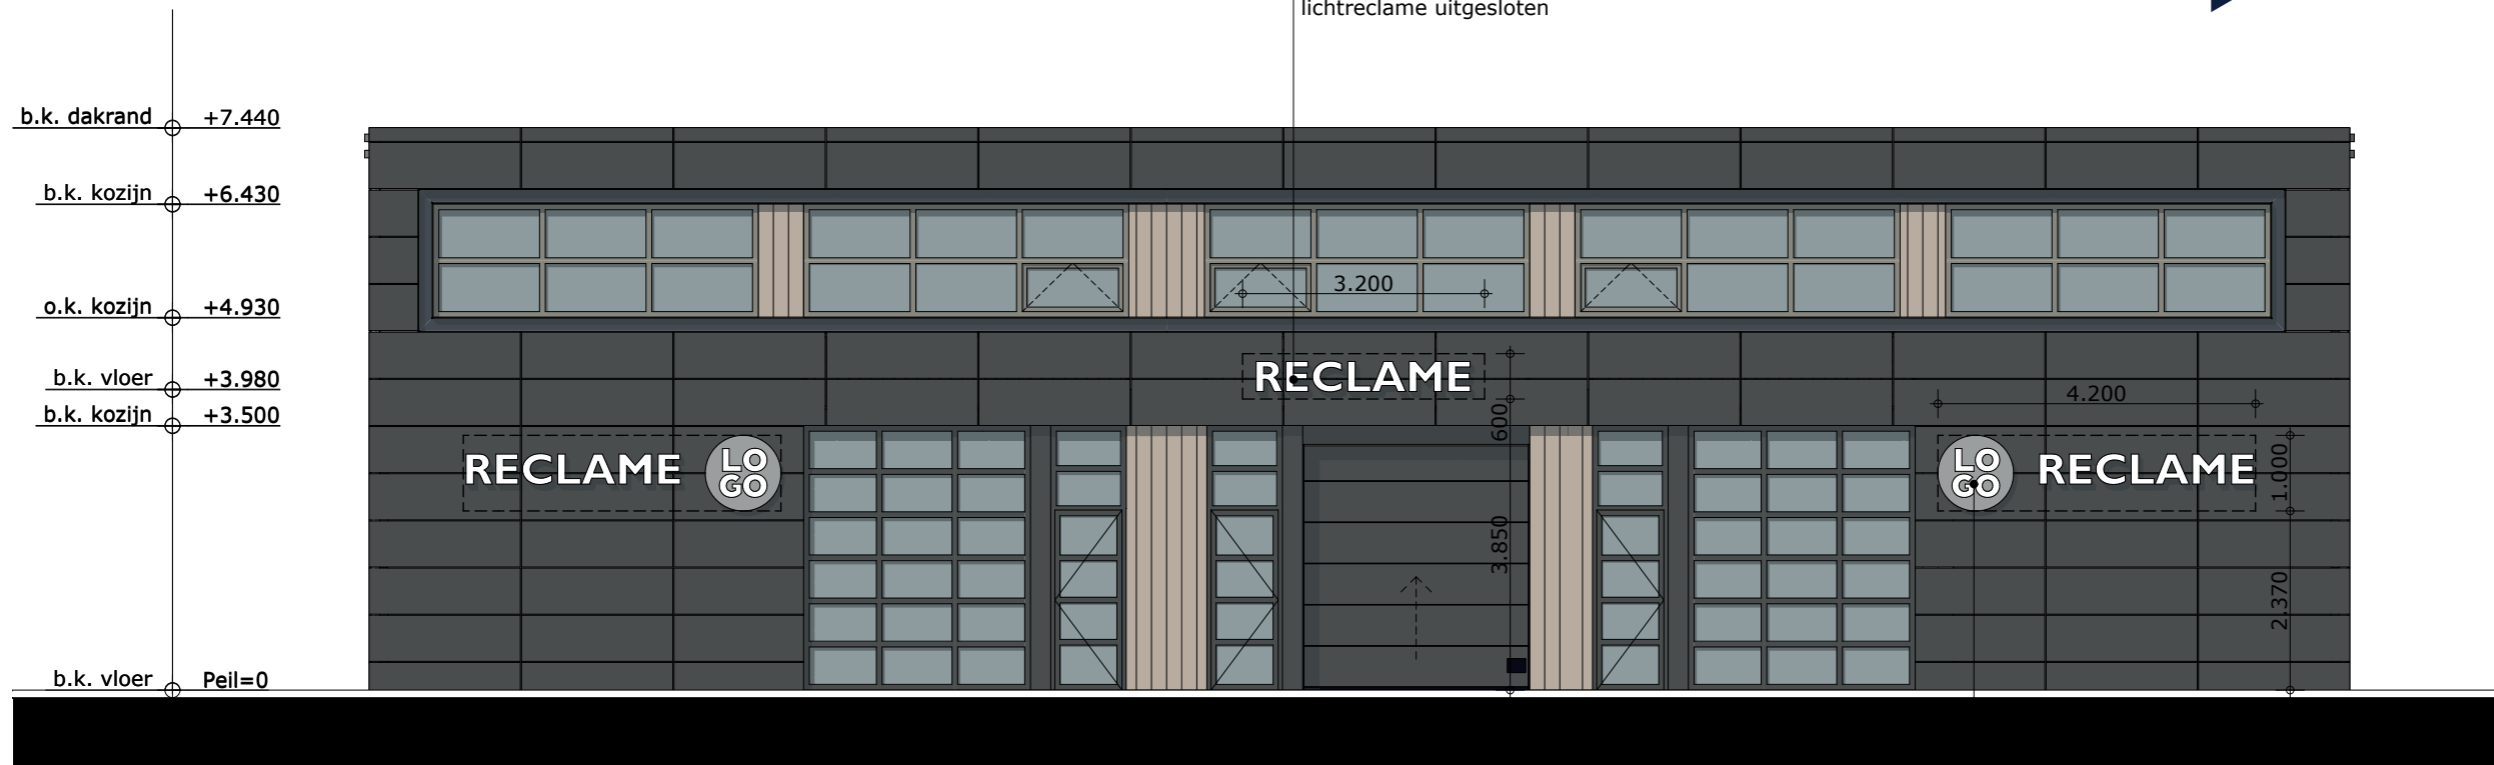 lichtreclame uitgesloten
b.k. dakrand +7.440
b.k. kozijn +6.430
3.200
o.k. kozijn +4.930
b.k. vloer +3.980
RECLAME
4.200
b.k. kozijn +3.500
600
RECLAME
LO
GO
LO
GO
RECLAME
1.000
3.850
2.370
b.k. vloer Peil=0